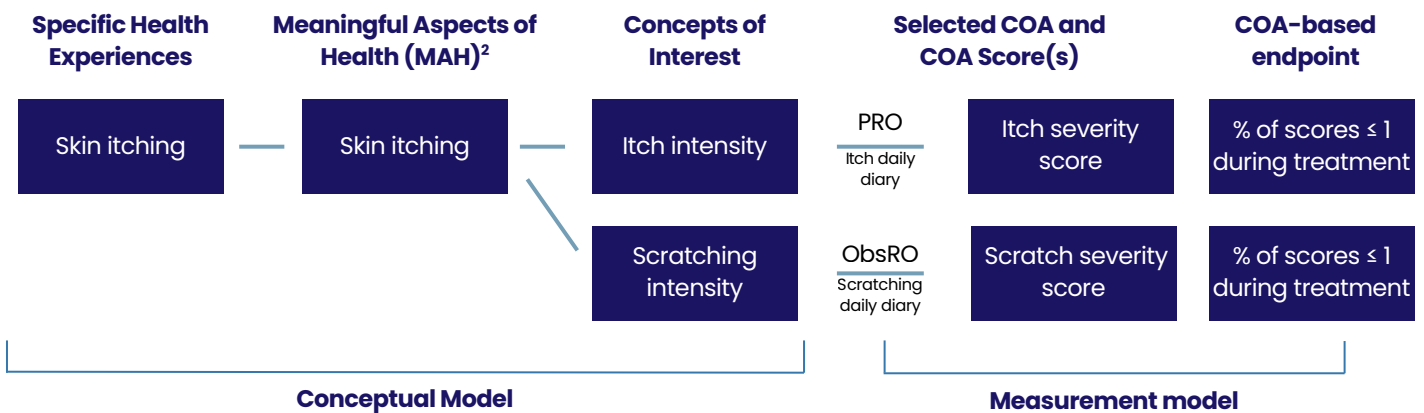 Specific Health
Experiences
Meaningful Aspects of
Health (MAH)²
Concepts of
Interest
Selected COA and
COA Score(s)
COA-based
endpoint
Skin itching
Skin itching
Itch intensity
PRO
Itch daily
diary
Itch severity
score
% of scores ≤ 1
during treatment
Scratching
intensity
ObsRO
Scratching
daily diary
Scratch severity
score
% of scores ≤ 1
during treatment
Conceptual Model
Measurement model